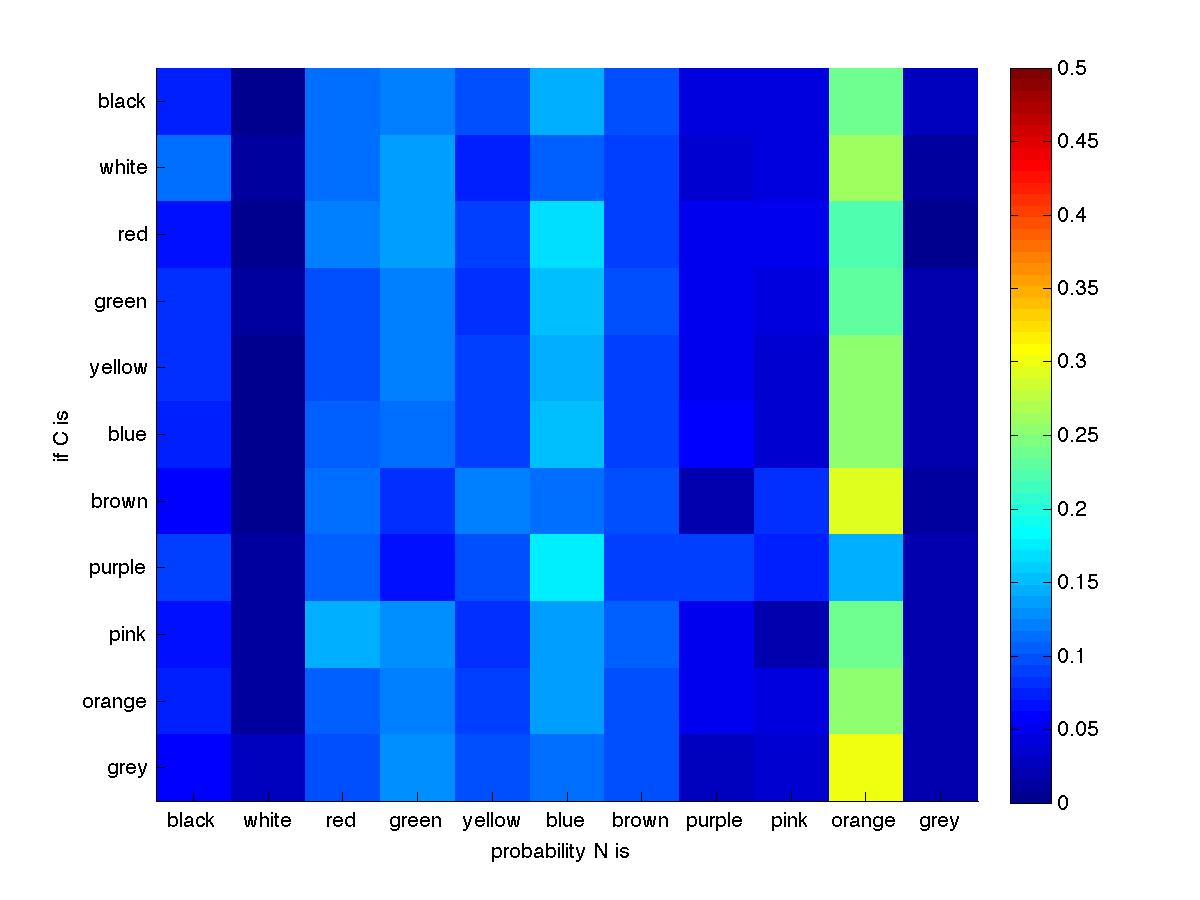 black
white
red
green
yellow
blue
brown
purple
pink
orange
grey
if C is
black white red green yellow blue brown purple pink orange grey
probability N is
0.5
0.45
0.4
0.35
0.3
0.25
0.2
0.15
0.1
0.05
0